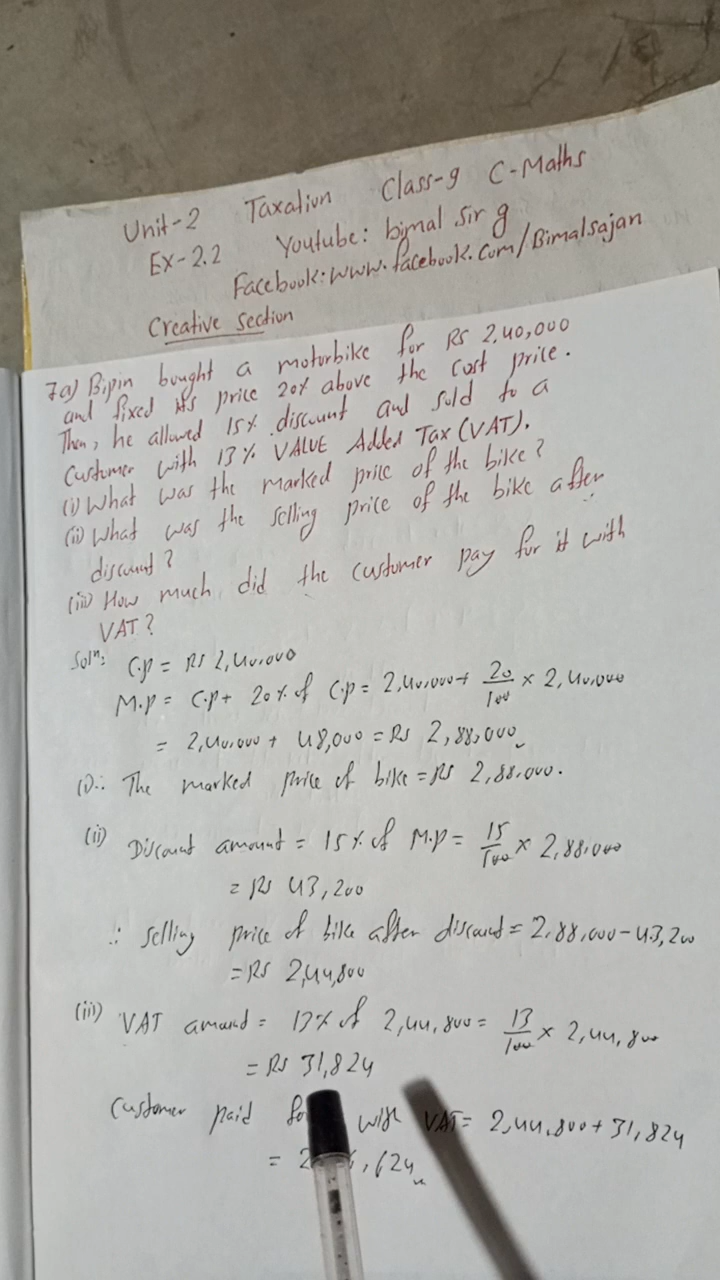 Unit-2 Taxation Class-9 C-Maths
Ex-2.2 Youtube: bimal sir g
Facebook: www.facebook.com/Bimalsajan
Creative section
7a) Bipin bought a motorbike for RS 2,40,000
and fixed its price 20% above the cost price.
Then, he allowed 15% discount and sold to a
customer with 13% VALUE Added Tax (VAT).
(i) What was the marked price of the bike?
(ii) What was the selling price of the bike after
discount?
(iii) How much did the customer pay for it with
VAT?
Soln: C.p = RS 2,40,000
M.p = C.p + 20% of C.p = 2,40,000 + 20/100 × 2,40,000
= 2,40,000 + 48,000 = Rs 2,88,000
(i) ∴ The marked price of bike = Rs 2,88,000.
(ii) Discount amount = 15% of M.p = 15/100 × 2,88,000
= Rs 43,200
∴ Selling price of bike after discount = 2,88,000 - 43,200
= Rs 2,44,800
(iii) VAT amount = 13% of 2,44,800 = 13/100 × 2,44,800
= Rs 31,824
Customer paid with VAT = 2,44,800 + 31,824
=